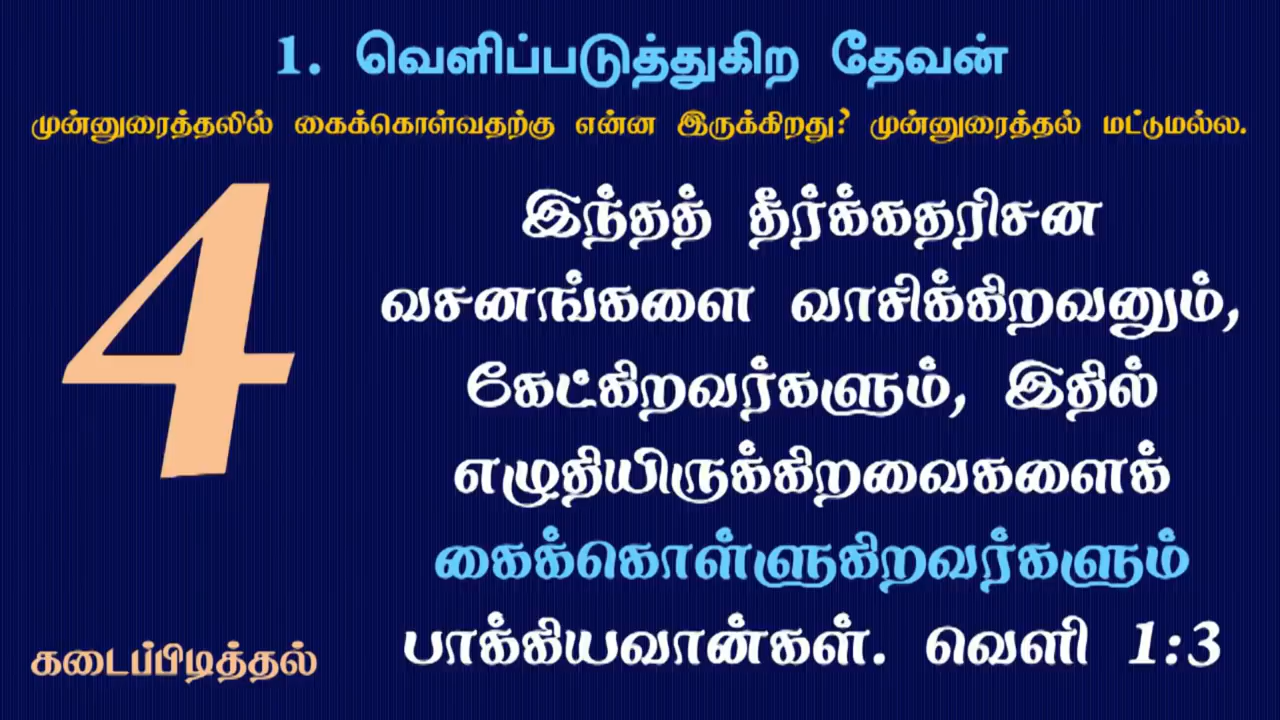 1. வெளிப்படுத்துகிற தேவன்
முன்னுரைத்தலில் கைக்கொள்வதற்கு என்ன இருக்கிறது? முன்னுரைத்தல் மட்டுமல்ல.
4
இந்தத் தீர்க்கதரிசன
வசனங்களை வாசிக்கிறவனும்,
கேட்கிறவர்களும், இதில்
எழுதியிருக்கிறவைகளைக்
கைக்கொள்ளுகிறவர்களும்
பாக்கியவான்கள். வெளி 1:3
கடைப்பிடித்தல்